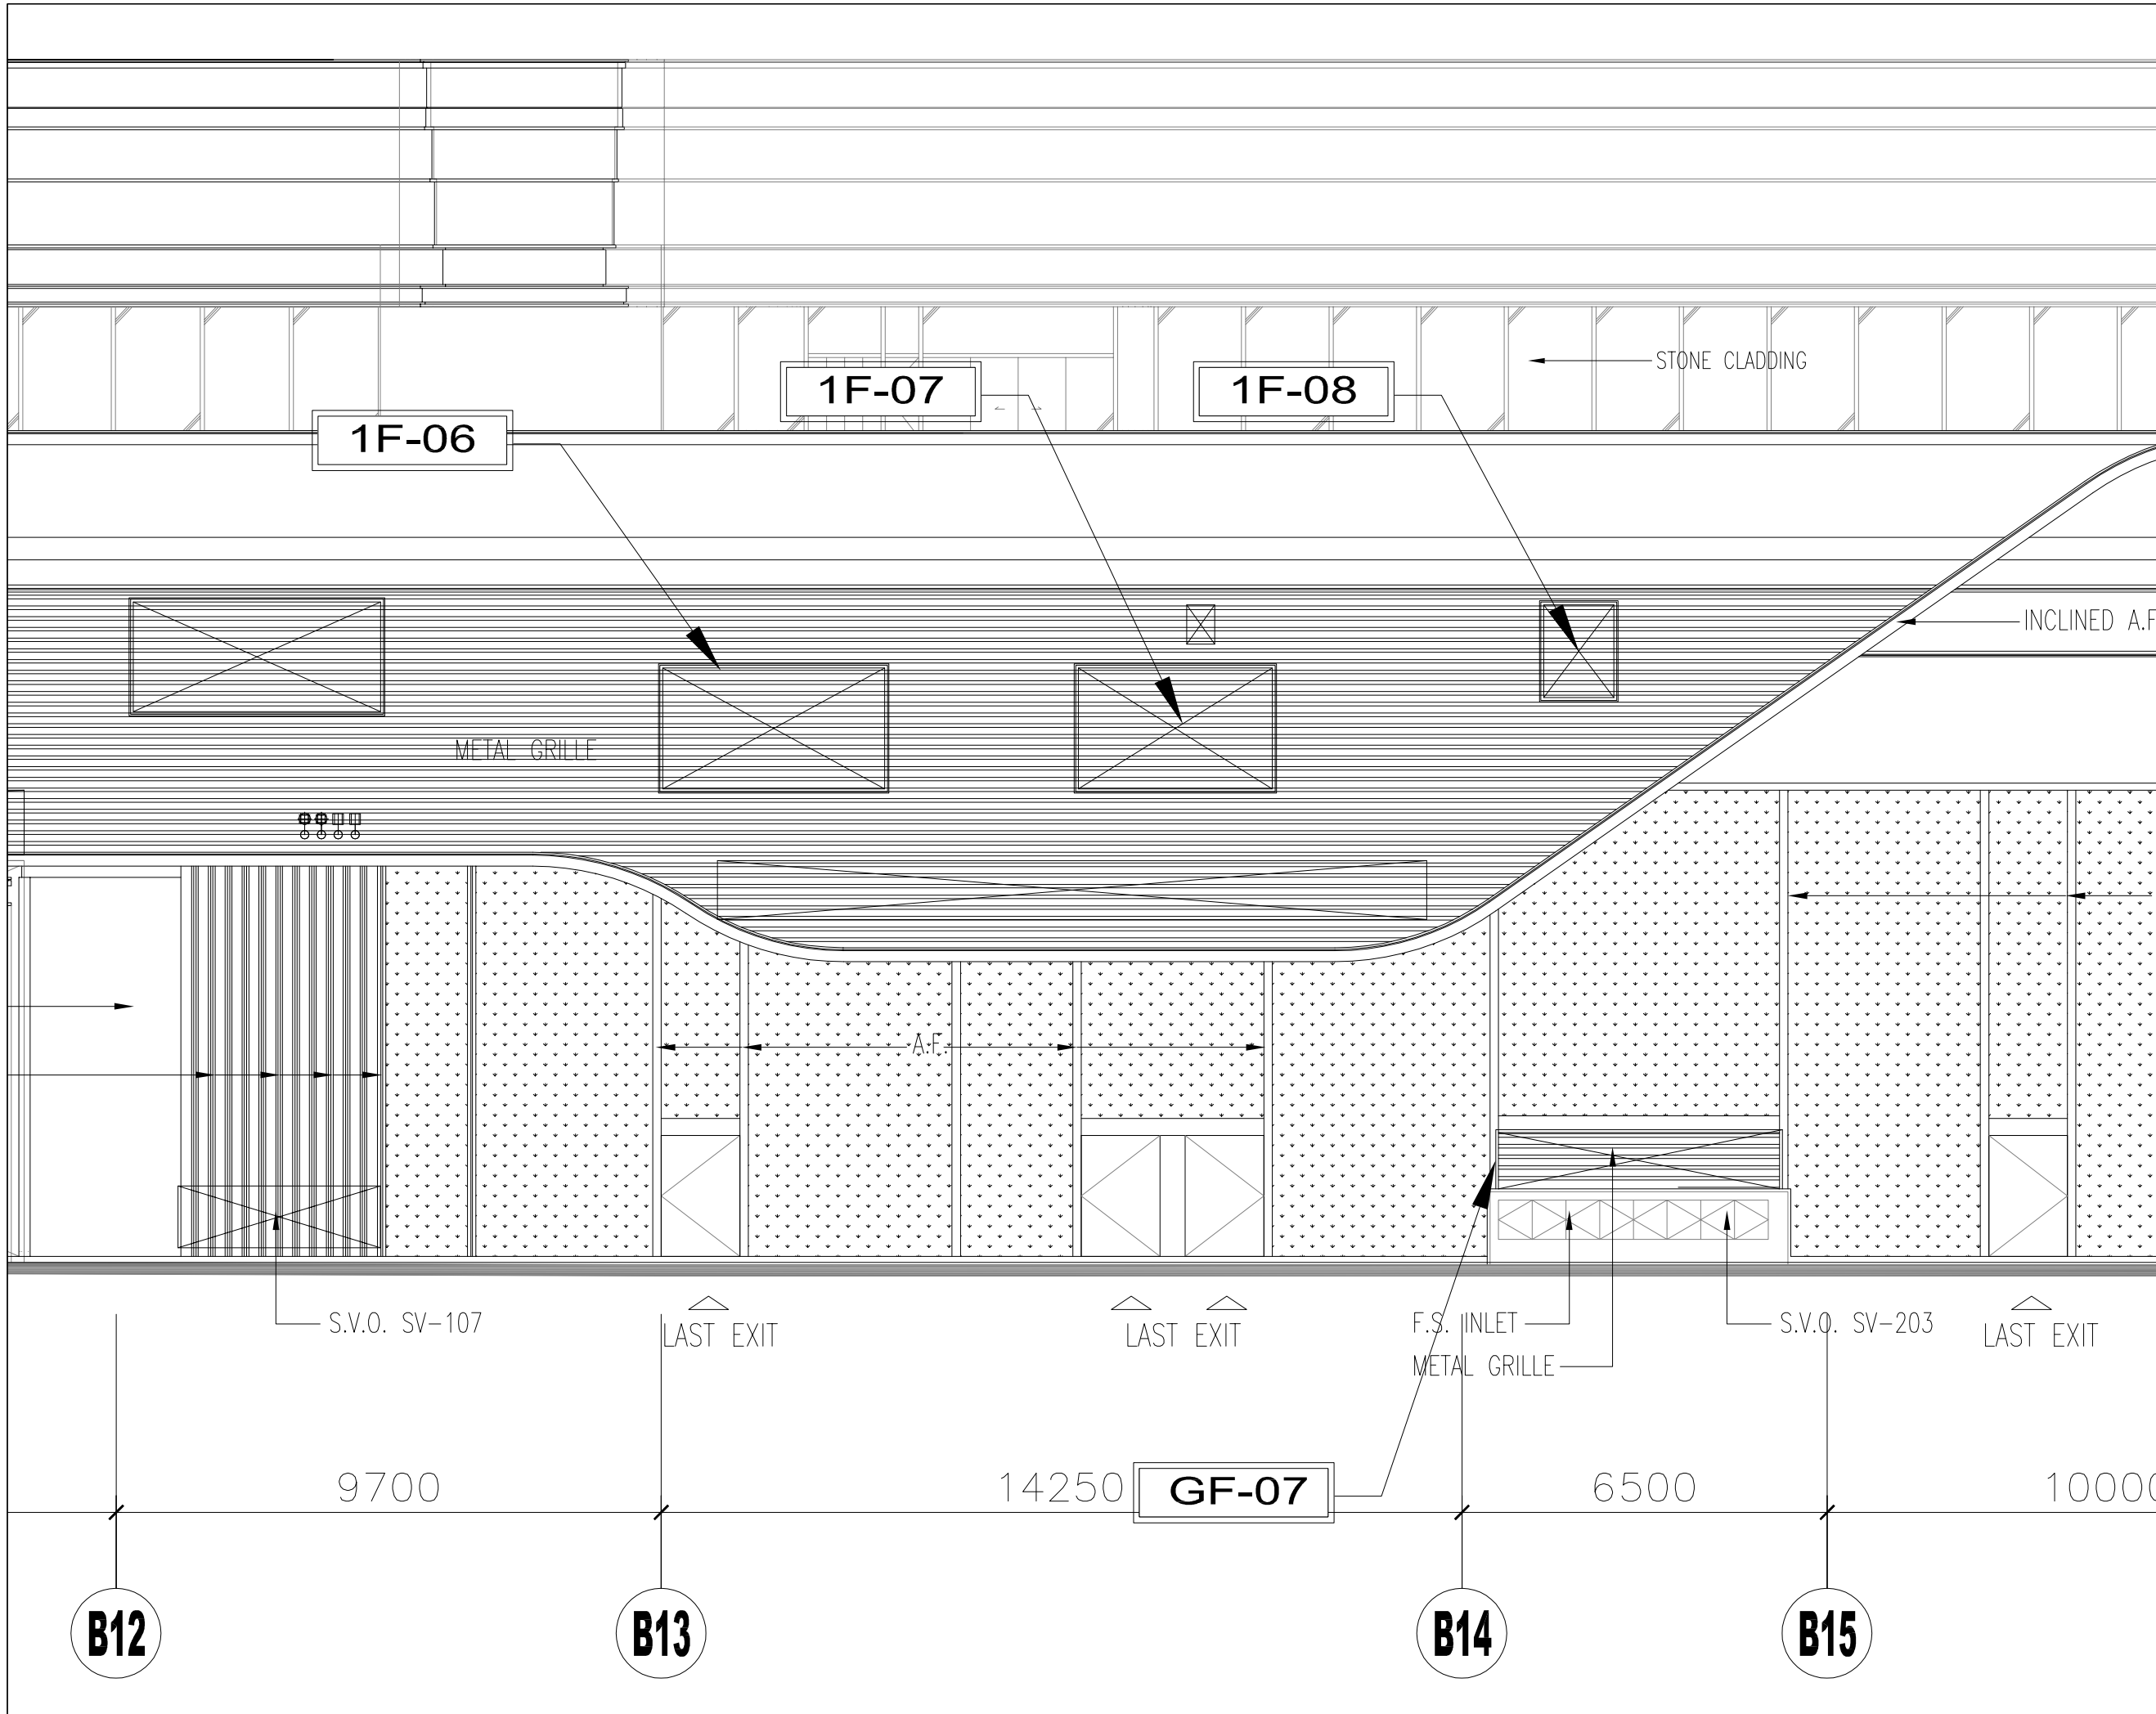 STONE CLADDING
1F-07
1F-08
1F-06
INCLINED A.F
METAL GRILLE
A.F.
S.V.O. SV-107
LAST EXIT
LAST EXIT
F.S. INLET
S.V.O. SV-203
LAST EXIT
METAL GRILLE
9700
14250
GF-07
6500
10000
B12
B13
B14
B15